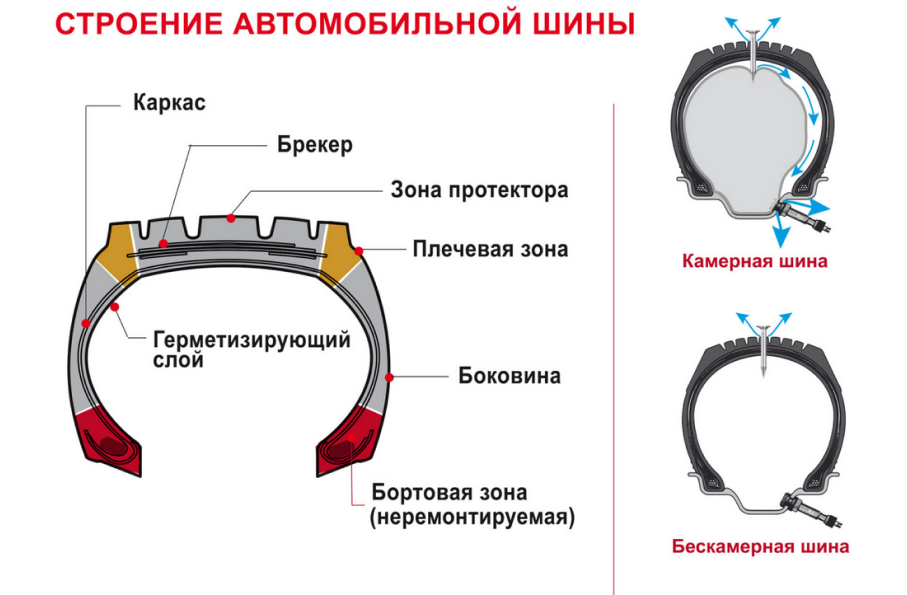 СТРОЕНИЕ АВТОМОБИЛЬНОЙ ШИНЫ
Каркас
Брекер
Зона протектора
Плечевая зона
Герметизирующий
слой
Боковина
Бортовая зона
(неремонтируемая)
Камерная шина
Бескамерная шина